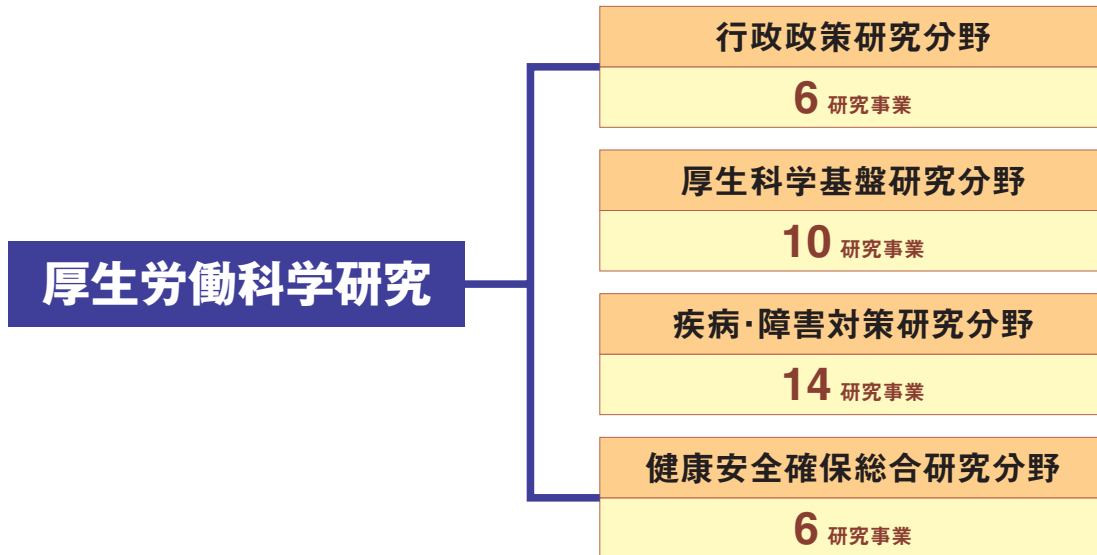 厚生労働科学研究
行政政策研究分野
6 研究事業
厚生科学基盤研究分野
10 研究事業
疾病・障害対策研究分野
14 研究事業
健康安全確保総合研究分野
6 研究事業